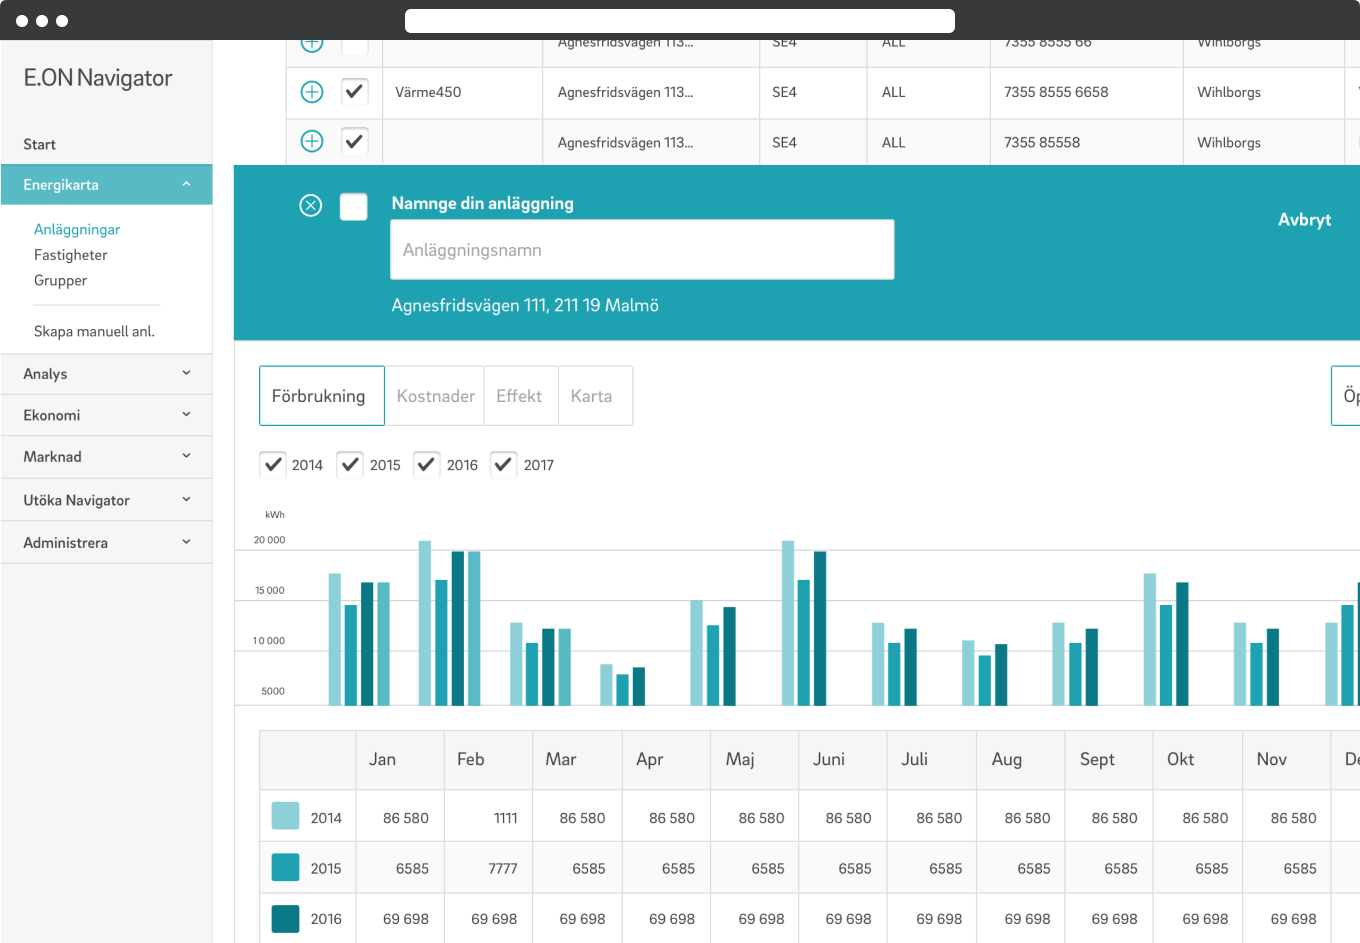 E.ON Navigator
Start
Energikarta
Anläggningar
Fastigheter
Grupper
Skapa manuell anl.
Analys
Ekonomi
Marknad
Utöka Navigator
Administrera
Agnesfridsvägen 113... SE4 ALL 7355 8555 66 Wihlborgs
Värme450 Agnesfridsvägen 113... SE4 ALL 7355 8555 6658 Wihlborgs
Agnesfridsvägen 113... SE4 ALL 7355 85558 Wihlborgs
Namnge din anläggning
Avbryt
Anläggningsnamn
Agnesfridsvägen 111, 211 19 Malmö
Förbrukning Kostnader Effekt Karta
2014 2015 2016 2017
kWh
20 000
15 000
10 000
5000
Jan Feb Mar Apr Maj Juni Juli Aug Sept Okt Nov
2014 86 580 1111 86 580 86 580 86 580 86 580 86 580 86 580 86 580 86 580 86 580
2015 6585 7777 6585 6585 6585 6585 6585 6585 6585 6585 6585
2016 69 698 69 698 69 698 69 698 69 698 69 698 69 698 69 698 69 698 69 698 69 698